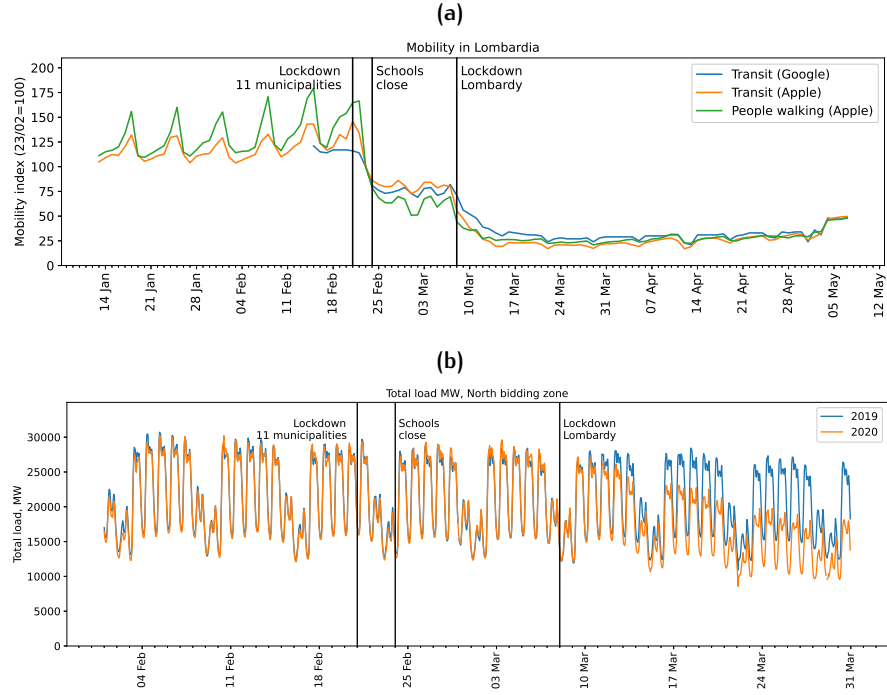 (a)
Mobility in Lombardia
Mobility index (23/02=100)
200
175
150
125
100
75
50
25
0
Lockdown
11 municipalities
Schools
close
Lockdown
Lombardy
Transit (Google)
Transit (Apple)
People walking (Apple)
14 Jan
21 Jan
28 Jan
04 Feb
11 Feb
18 Feb
25 Feb
03 Mar
10 Mar
17 Mar
24 Mar
31 Mar
07 Apr
14 Apr
21 Apr
28 Apr
05 May
12 May
(b)
Total load MW, North bidding zone
Total load, MW
30000
25000
20000
15000
10000
5000
0
Lockdown
11 municipalities
Schools
close
Lockdown
Lombardy
2019
2020
04 Feb
11 Feb
18 Feb
25 Feb
03 Mar
10 Mar
17 Mar
24 Mar
31 Mar